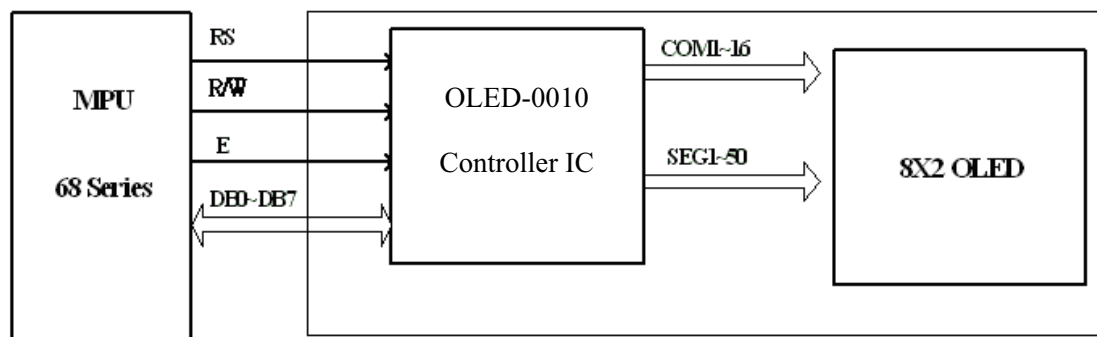 MPU
68 Series
RS
R/W
E
DB0~DB7
OLED-0010
Controller IC
COM1~16
SEG1~50
8X2 OLED